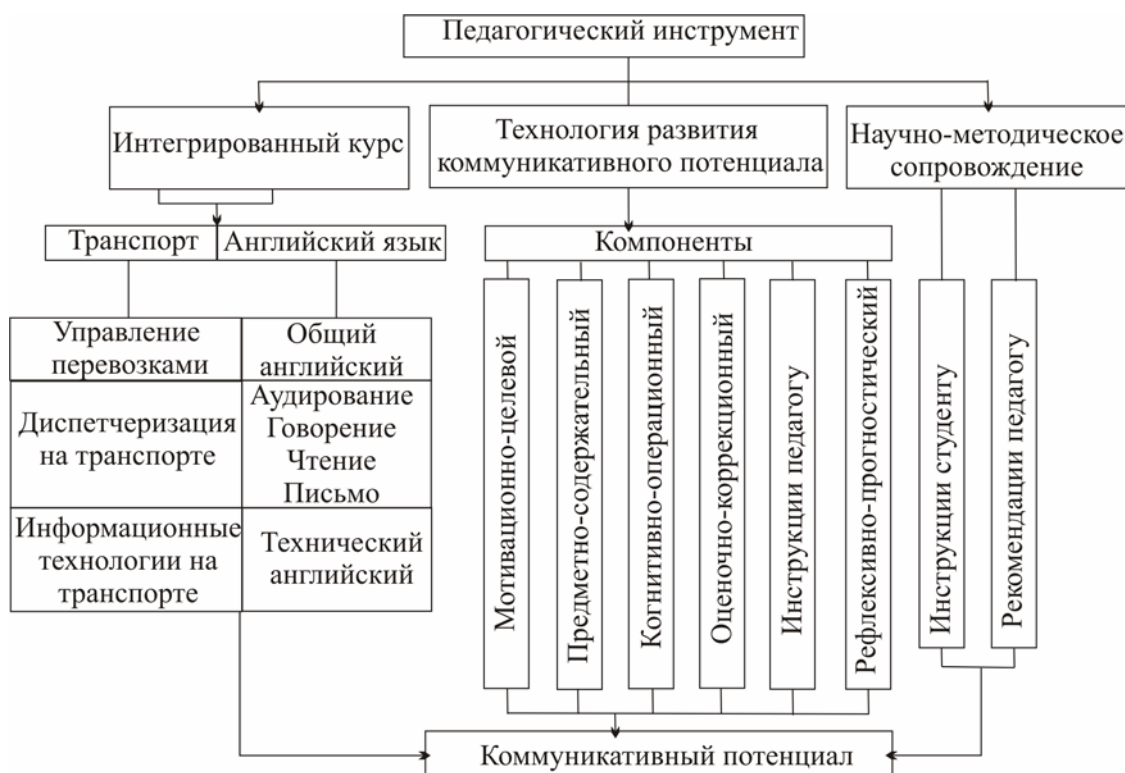 Педагогический инструмент
Интегрированный курс
Технология развития
коммуникативного потенциала
Научно-методическое
сопровождение
Транспорт
Английский язык
Компоненты
Управление
перевозками
Общий
английский
Диспетчеризация
на транспорте
Аудирование
Говорение
Чтение
Письмо
Информационные
технологии на
транспорте
Технический
английский
Мотивационно-целевой
Предметно-содержательный
Когнитивно-операционный
Оценочно-коррекционный
Инструкции педагогу
Рефлексивно-прогностический
Инструкции студенту
Рекомендации педагогу
Коммуникативный потенциал